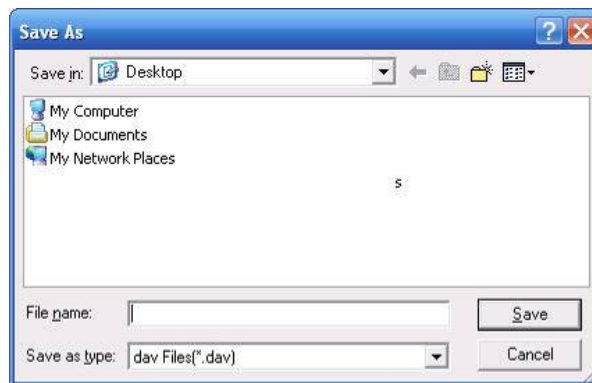 Save As
Save in: Desktop
My Computer
My Documents
My Network Places
s
File name: Save
Save as type: dav Files(*.dav) Cancel